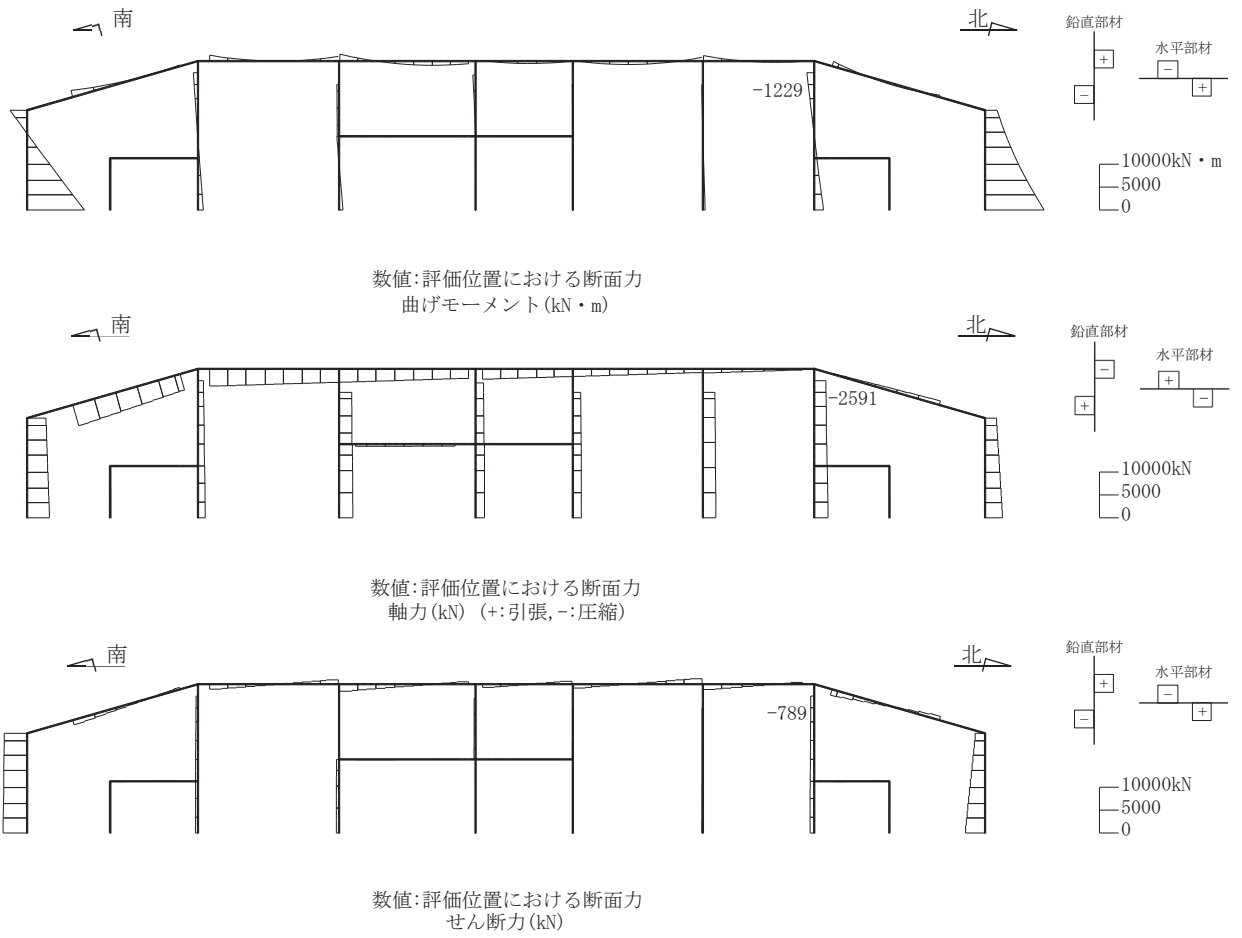 南
北
鉛直部材
水平部材
+
−
−
+
-1229
10000kN・m
5000
0
数値:評価位置における断面力
曲げモーメント(kN・m)
南
北
鉛直部材
水平部材
−
+
+
−
-2591
10000kN
5000
0
数値:評価位置における断面力
軸力(kN) (+:引張,-:圧縮)
南
北
鉛直部材
水平部材
+
−
−
+
-789
10000kN
5000
0
数値:評価位置における断面力
せん断力(kN)